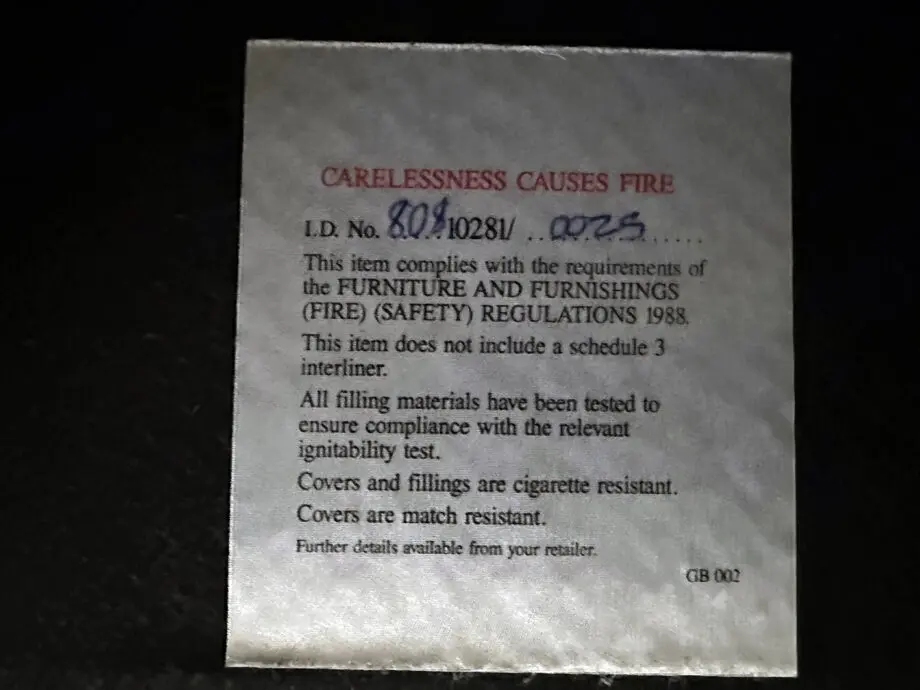 CARELESSNESS CAUSES FIRE
I.D. No. 808 10281/ ..0025......
This item complies with the requirements of
the FURNITURE AND FURNISHINGS
(FIRE) (SAFETY) REGULATIONS 1988.
This item does not include a schedule 3
interliner.
All filling materials have been tested to
ensure compliance with the relevant
ignitability test.
Covers and fillings are cigarette resistant.
Covers are match resistant.
Further details available from your retailer.
GB 002